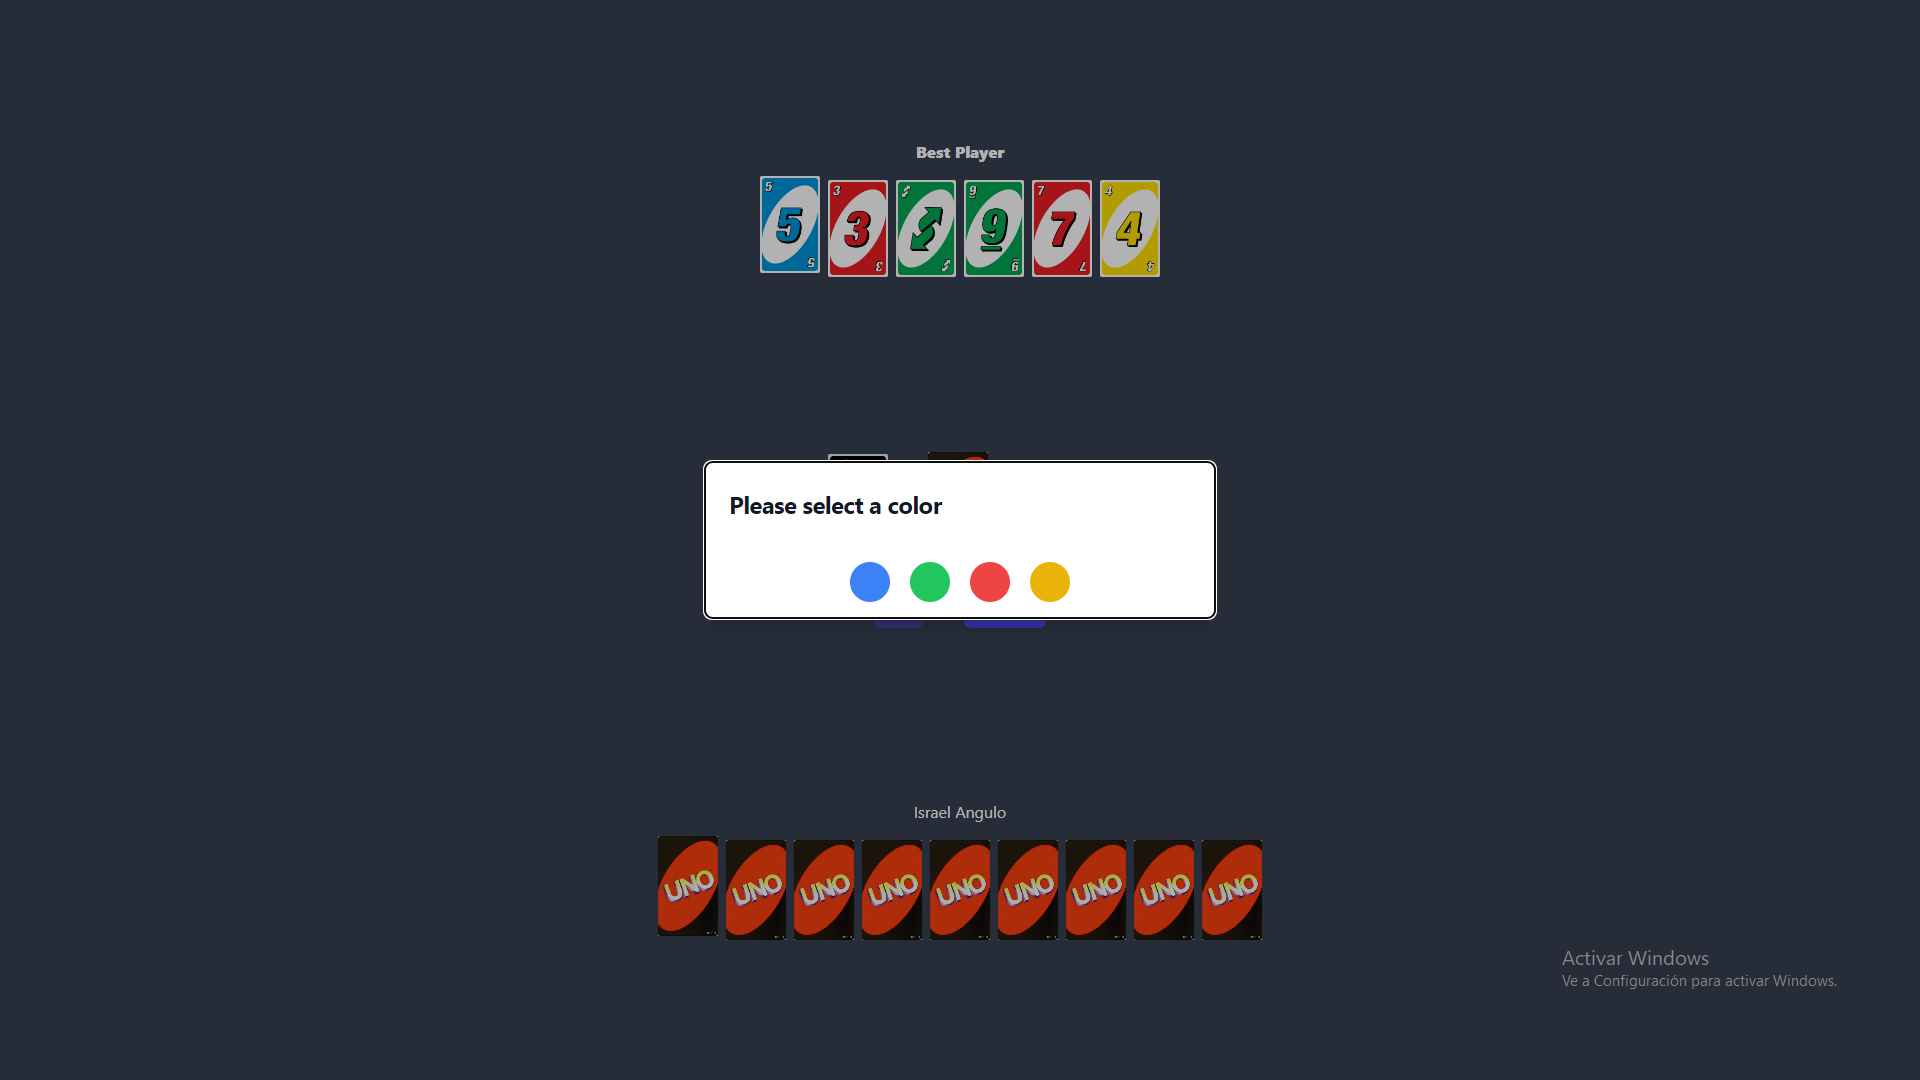 Best Player
5 3 9 7 4
5 3 9 7 4
5 3 9 7 4
Please select a color
Israel Angulo
UNO UNO UNO UNO UNO UNO UNO UNO UNO
Activar Windows
Ve a Configuración para activar Windows.